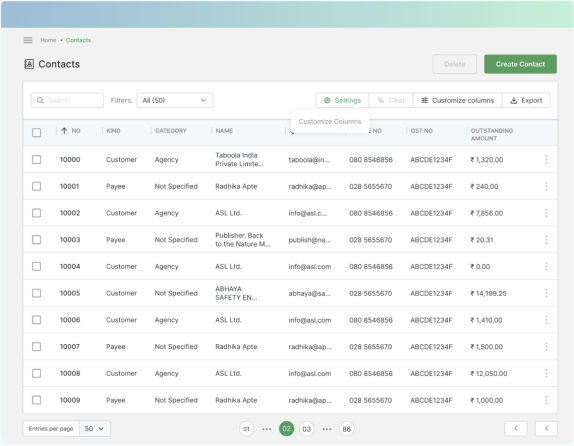 Home • Contacts
Contacts
Delete
Create Contact
Search
Filters:
All (50)
Settings
Clear
Customize columns
Export
Customize Columns
NO KIND CATEGORY NAME NO GST NO OUTSTANDING
AMOUNT
10000 Customer Agency Taboola India
Private Limite... taboola@in... 080 8546856 ABCDE1234F ₹ 1,320.00
10001 Payee Not Specified Radhika Apte radhika@ap... 028 5655670 ABCDE1234F ₹ 240.00
10002 Customer Agency ASL Ltd. info@asl.c... 080 8546856 ABCDE1234F ₹ 7,856.00
10003 Payee Not Specified Publisher, Back
to the Nature M... publish@na... 028 5655670 ABCDE1234F ₹ 20.31
10004 Customer Agency ASL Ltd. info@asl.com 080 8546856 ABCDE1234F ₹ 0.00
10005 Customer Not Specified ABHAYA
SAFETY EN... abhaya@sa... 028 5655670 ABCDE1234F ₹ 14,199.25
10006 Customer Agency ASL Ltd. info@asl.com 080 8546856 ABCDE1234F ₹ 1,410.00
10007 Payee Not Specified Radhika Apte radhika@ap... 028 5655670 ABCDE1234F ₹ 1,500.00
10008 Customer Agency ASL Ltd. info@asl.com 080 8546856 ABCDE1234F ₹ 12,050.00
10009 Payee Not Specified Radhika Apte radhika@ap... 028 5655670 ABCDE1234F ₹ 1,000.00
Entries per page 50
01 ••• 02 03 ••• 86